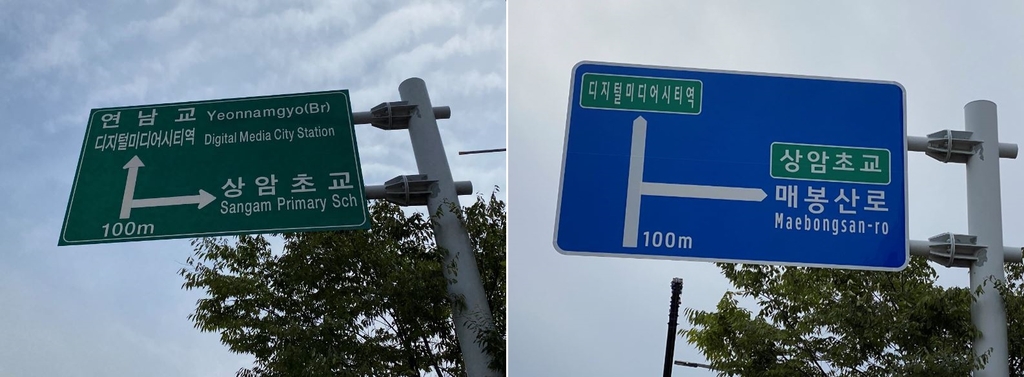 연남교 Yeonnamgyo(Br)
디지털미디어시티역 Digital Media City Station
상암초교
Sangam Primary Sch
100m
디지털미디어시티역
상암초교
매봉산로
Maebongsan-ro
100m